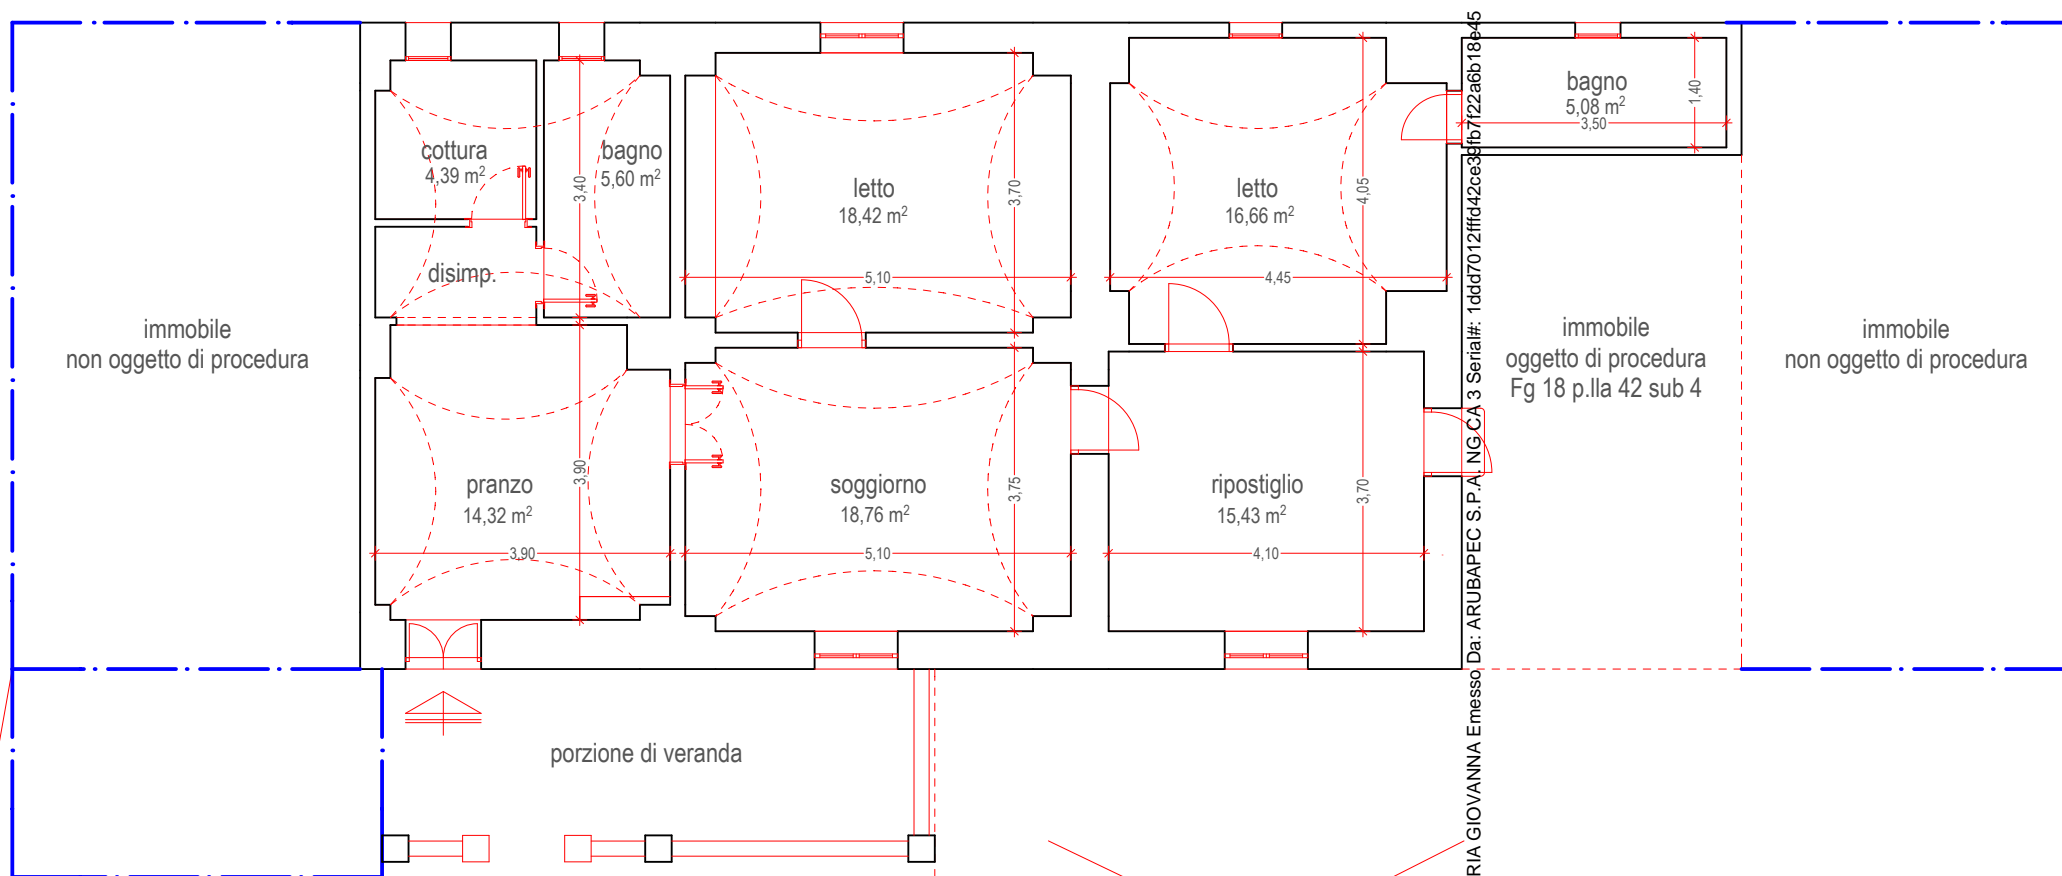 cottura
4,39 m²
bagno
5,60 m²
3,40
disimp.
letto
18,42 m²
3,70
5,10
letto
16,66 m²
4,05
4,45
bagno
5,08 m²
3,50
1,40
immobile
non oggetto di procedura
immobile
oggetto di procedura
Fg 18 p.lla 42 sub 4
immobile
non oggetto di procedura
pranzo
14,32 m²
3,90
3,90
soggiorno
18,76 m²
3,75
5,10
ripostiglio
15,43 m²
3,70
4,10
porzione di veranda
RIA GIOVANNA Emesso Da: ARUBAPEC S.P.A. NG CA 3 Serial#: 1ddd7012fffd42ce39fb7f22a6b18e45